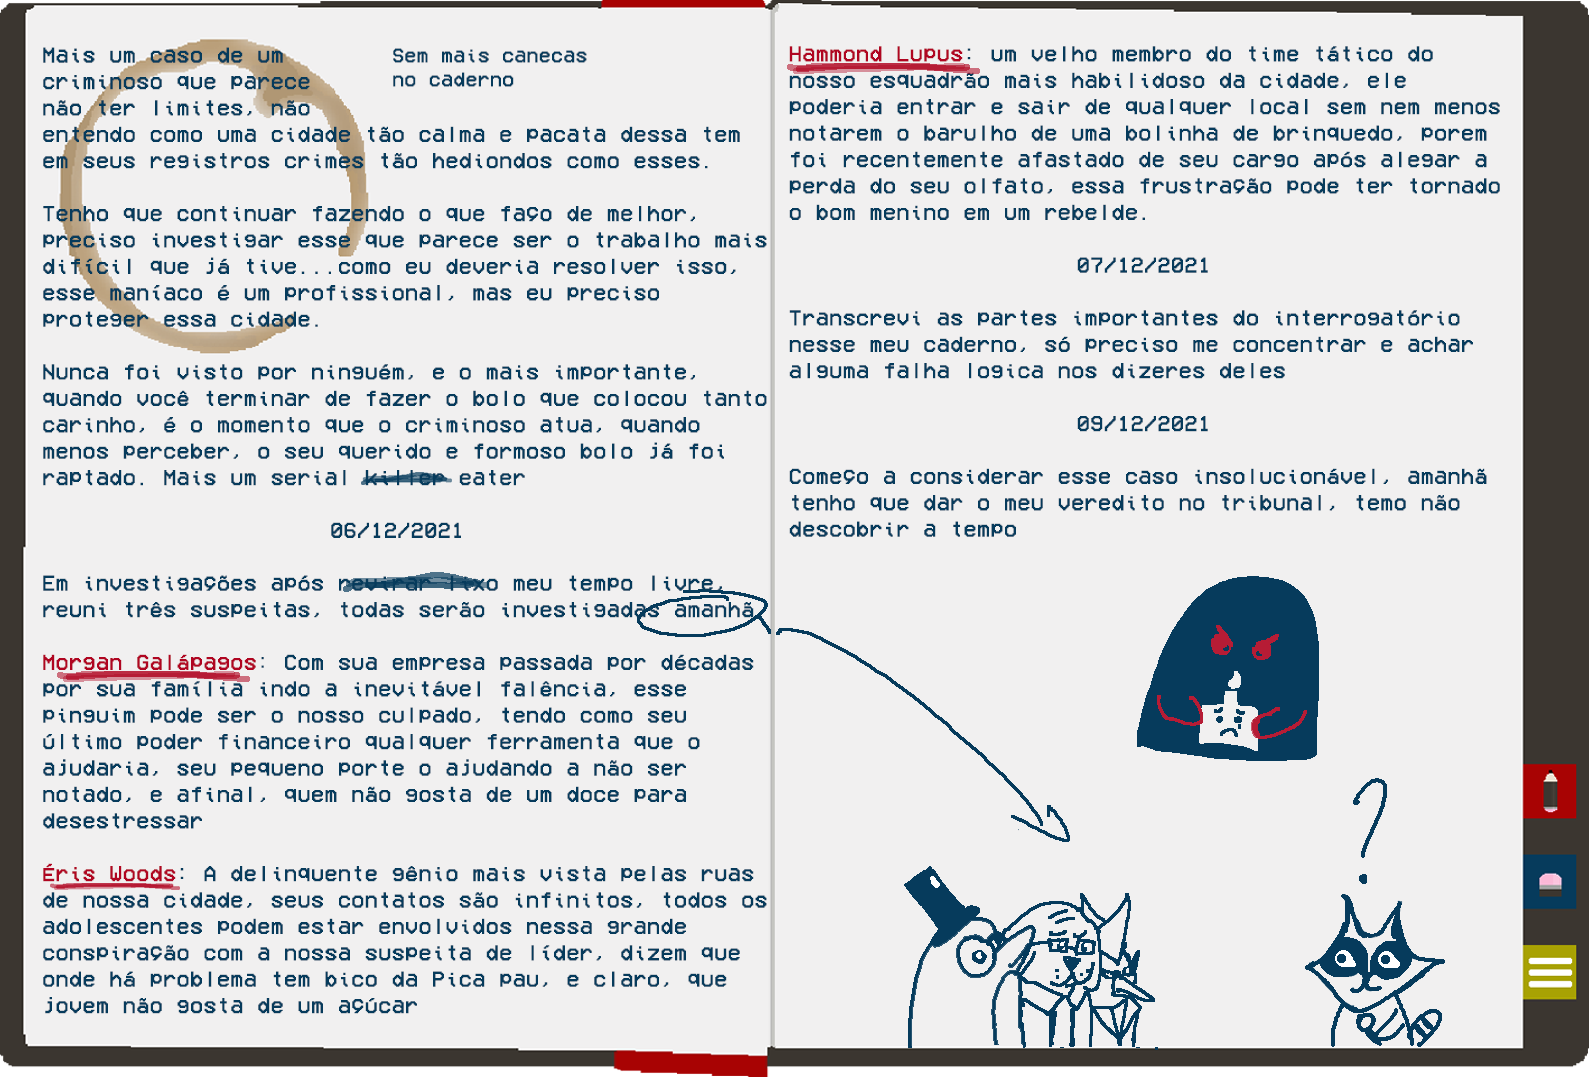 Mais um caso de um
criminoso que parece
não ter limites, não
entendo como uma cidade tão calma e pacata dessa tem
em seus registros crimes tão hediondos como esses.
Sem mais canecas
no caderno
Tenho que continuar fazendo o que faço de melhor,
preciso investigar esse que parece ser o trabalho mais
difícil que já tive...como eu deveria resolver isso,
esse maníaco é um profissional, mas eu preciso
proteger essa cidade.
Nunca foi visto por ninguém, e o mais importante,
quando você terminar de fazer o bolo que colocou tanto
carinho, é o momento que o criminoso atua, quando
menos perceber, o seu querido e formoso bolo já foi
raptado. Mais um serial killer eater
06/12/2021
Em investigações após revirar lixo meu tempo livre,
reuni três suspeitas, todas serão investigadas amanhã
Morgan Galápagos: Com sua empresa passada por décadas
por sua família indo a inevitável falência, esse
pinguim pode ser o nosso culpado, tendo como seu
último poder financeiro qualquer ferramenta que o
ajudaria, seu pequeno porte o ajudando a não ser
notado, e afinal, quem não gosta de um doce para
desestressar
Éris Woods: A delinquente gênio mais vista pelas ruas
de nossa cidade, seus contatos são infinitos, todos os
adolescentes podem estar envolvidos nessa grande
conspiração com a nossa suspeita de líder, dizem que
onde há problema tem bico da Pica pau, e claro, que
jovem não gosta de um açúcar
Hammond Lupus: um velho membro do time tático do
nosso esquadrão mais habilidoso da cidade, ele
poderia entrar e sair de qualquer local sem nem menos
notarem o barulho de uma bolinha de brinquedo, porem
foi recentemente afastado de seu cargo após alegar a
perda do seu olfato, essa frustração pode ter tornado
o bom menino em um rebelde.
07/12/2021
Transcrevi as partes importantes do interrogatório
nesse meu caderno, só preciso me concentrar e achar
alguma falha logica nos dizeres deles
09/12/2021
Começo a considerar esse caso insolucionável, amanhã
tenho que dar o meu veredito no tribunal, temo não
descobrir a tempo
?